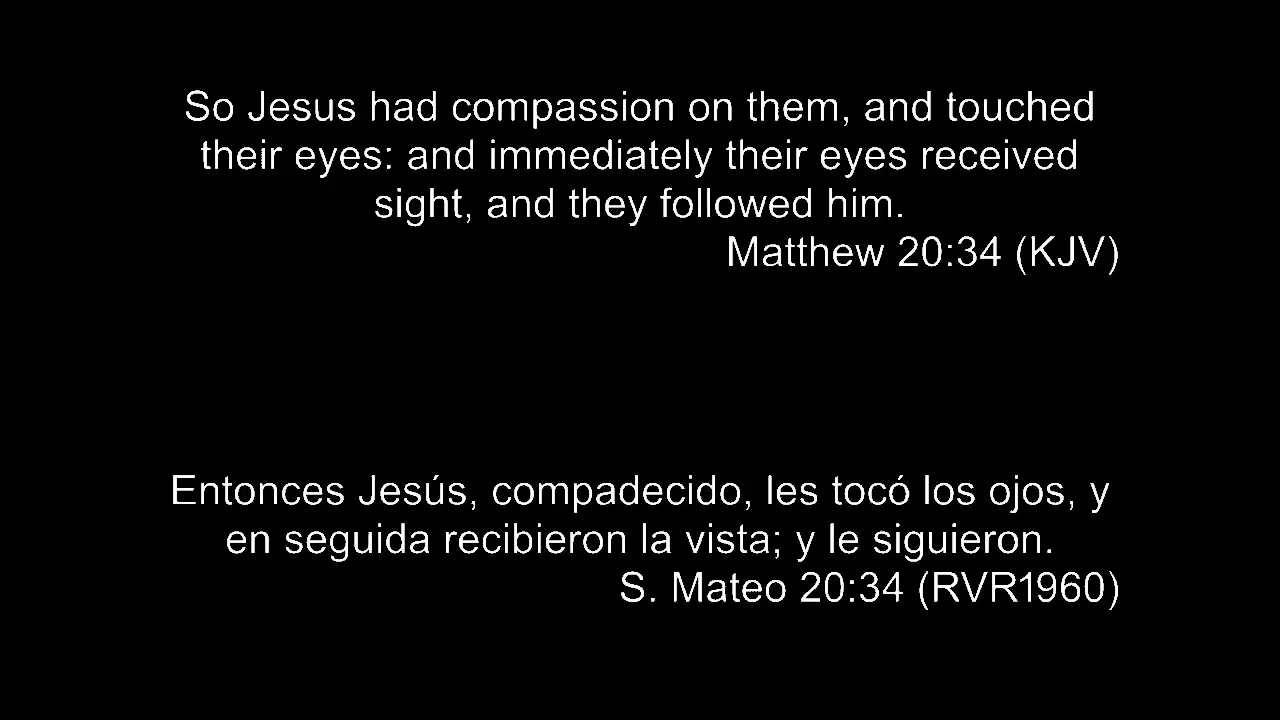 So Jesus had compassion on them, and touched
their eyes: and immediately their eyes received
sight, and they followed him.
Matthew 20:34 (KJV)
Entonces Jesús, compadecido, les tocó los ojos, y
en seguida recibieron la vista; y le siguieron.
S. Mateo 20:34 (RVR1960)